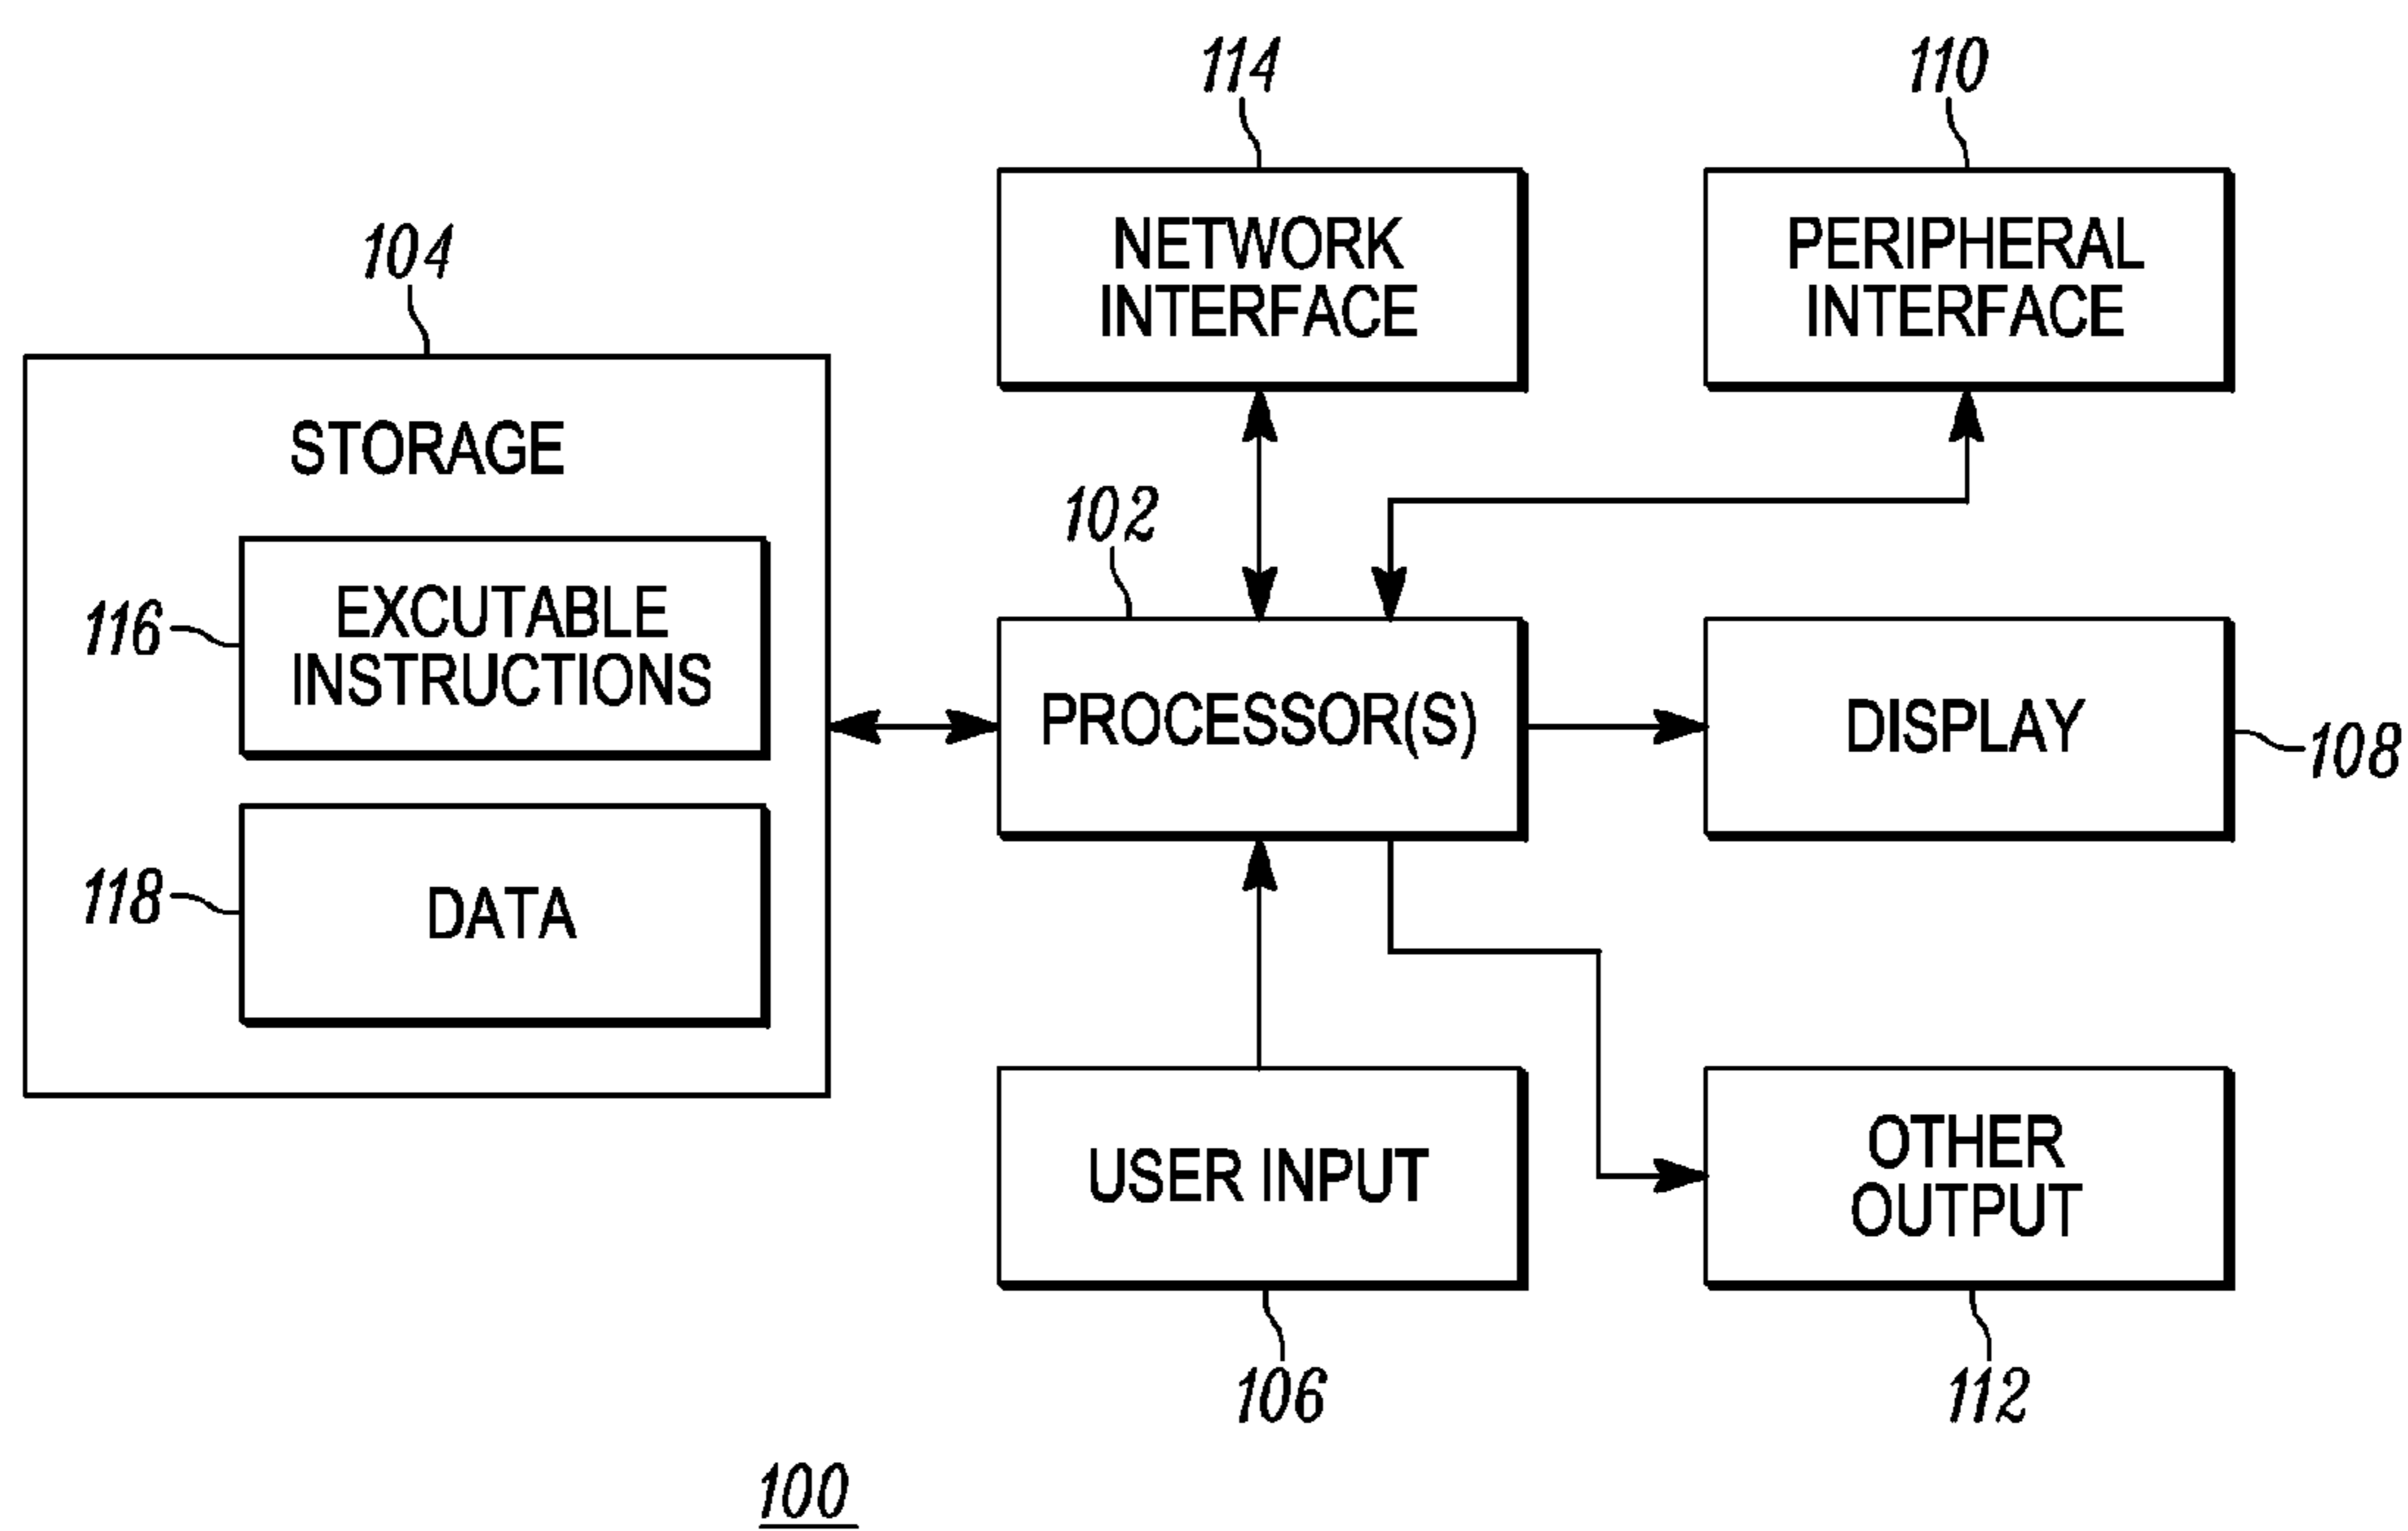 114
110
NETWORK
INTERFACE
PERIPHERAL
INTERFACE
104
STORAGE
102
116
EXCUTABLE
INSTRUCTIONS
PROCESSOR(S)
DISPLAY
108
118
DATA
USER INPUT
OTHER
OUTPUT
106
112
100